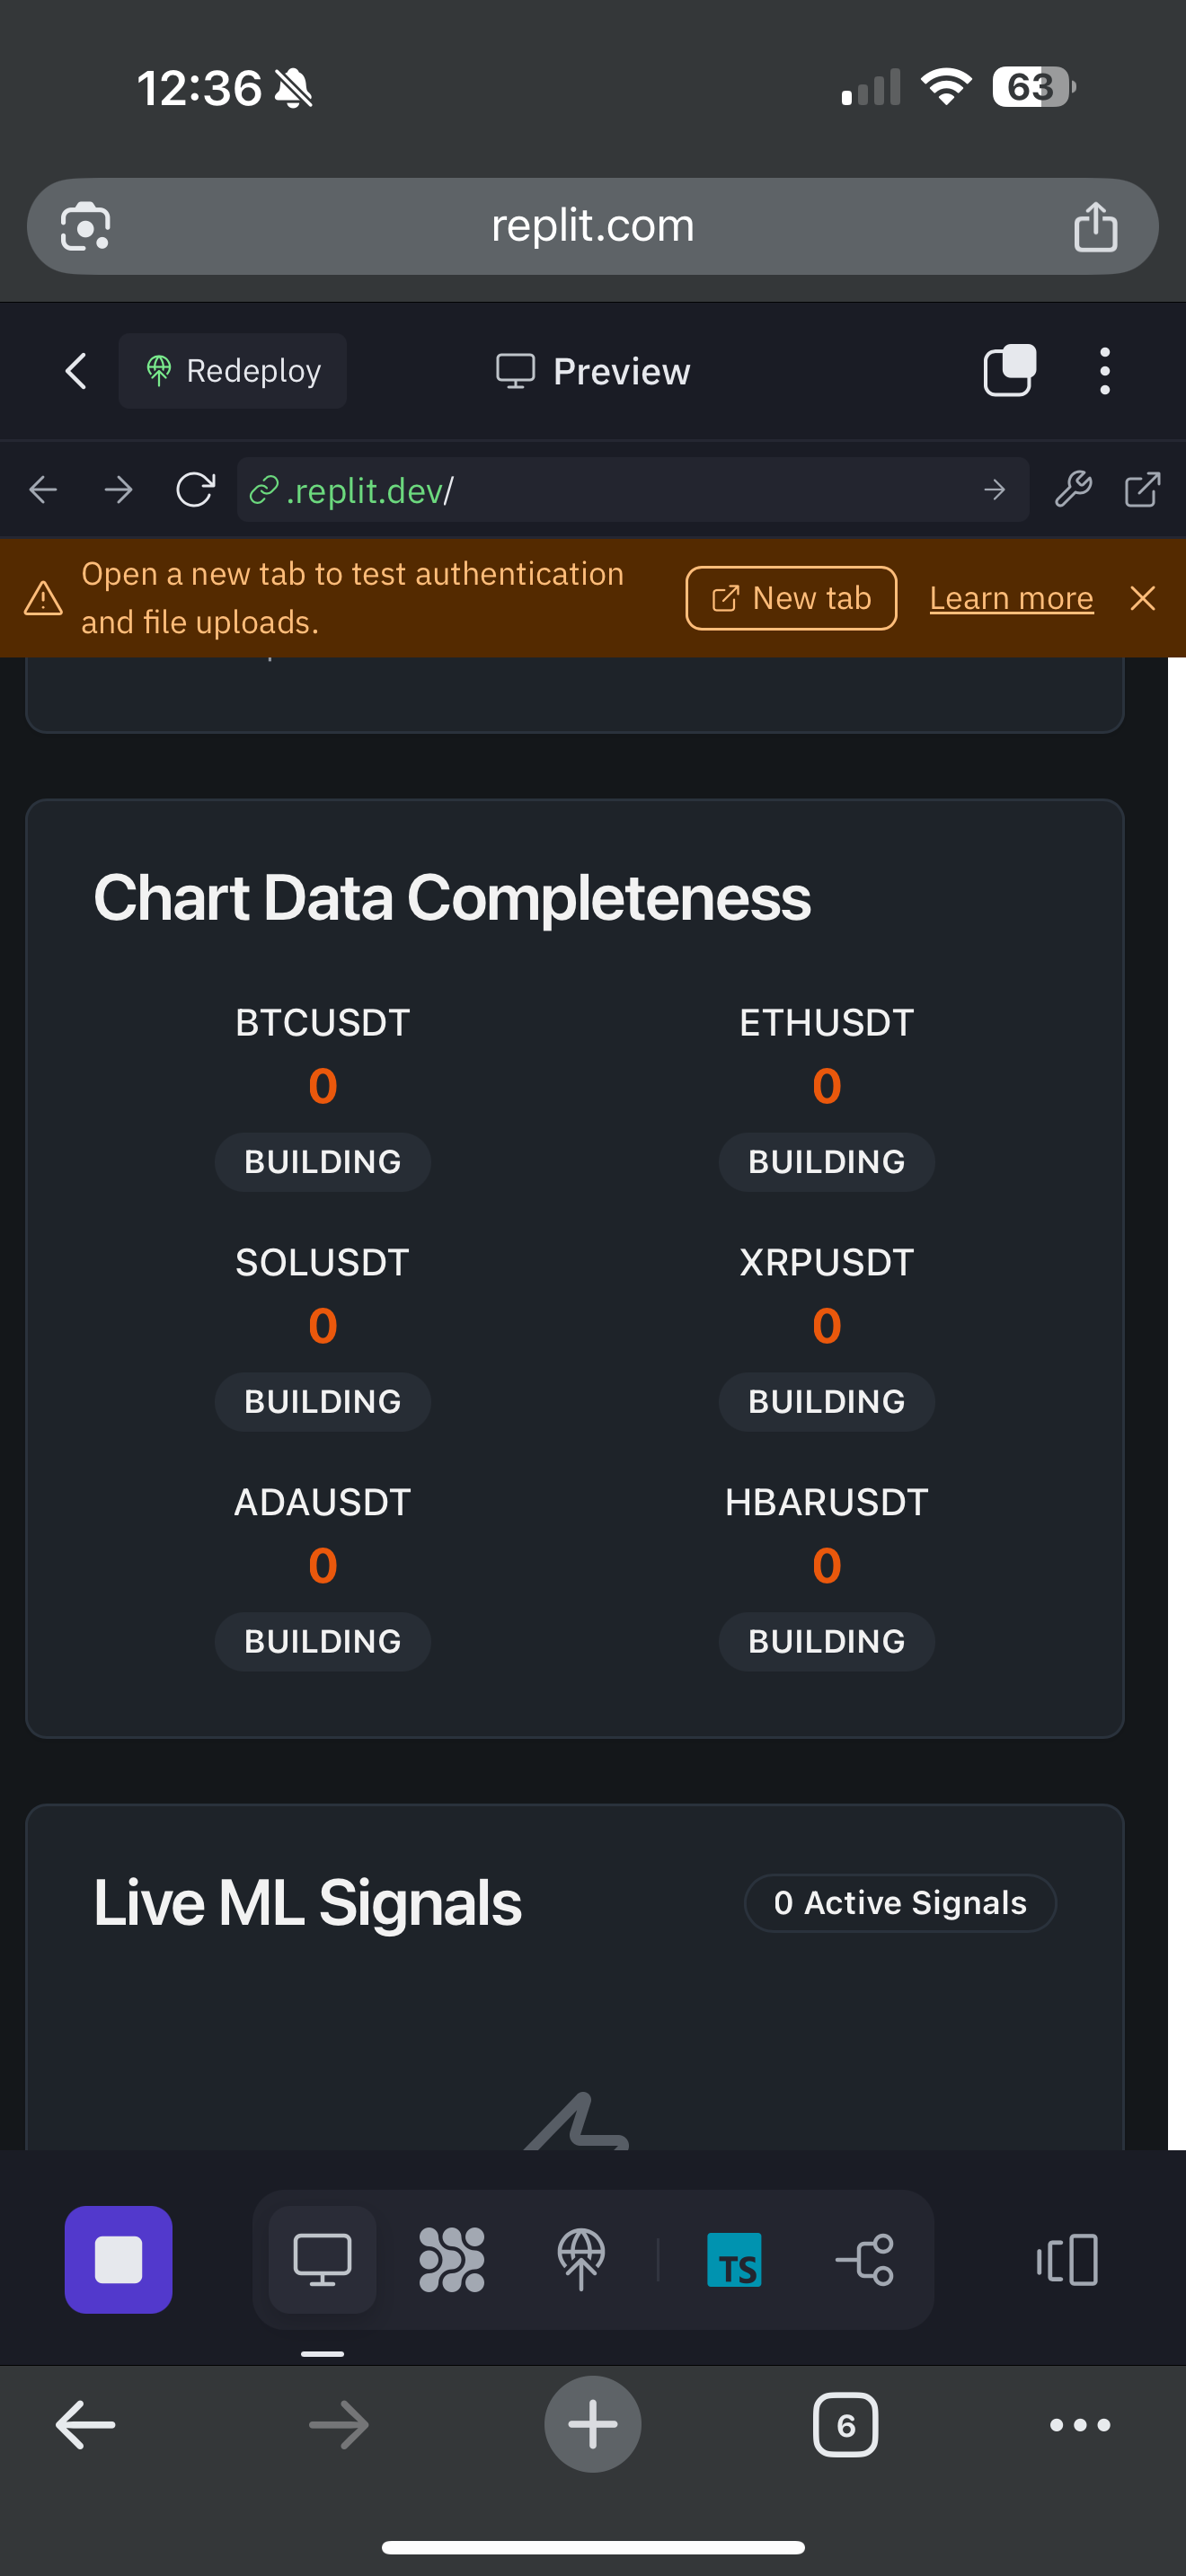 12:36
63
replit.com
Redeploy
Preview
.replit.dev/
Open a new tab to test authentication
and file uploads.
New tab
Learn more
Chart Data Completeness
BTCUSDT
ETHUSDT
0
0
BUILDING
BUILDING
SOLUSDT
XRPUSDT
0
0
BUILDING
BUILDING
ADAUSDT
HBARUSDT
0
0
BUILDING
BUILDING
Live ML Signals
0 Active Signals
TS
6